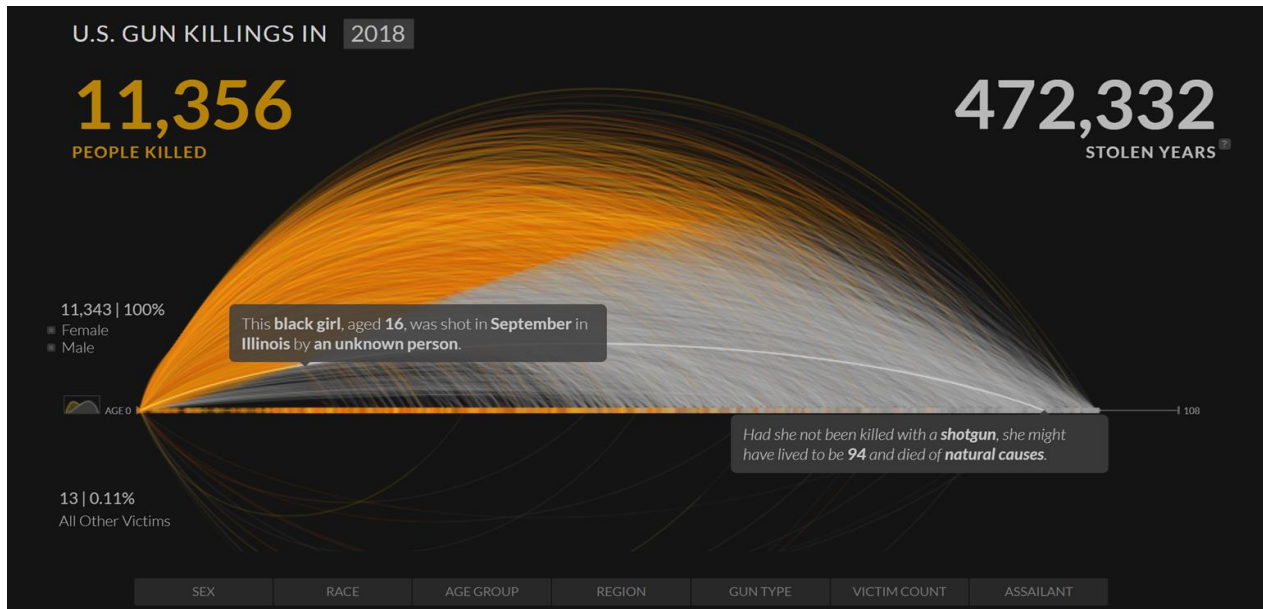 U.S. GUN KILLINGS IN 2018
11,356
PEOPLE KILLED
472,332
STOLEN YEARS ?
11,343 | 100%
Female
Male
This black girl, aged 16, was shot in September in
Illinois by an unknown person.
AGE 0
108
Had she not been killed with a shotgun, she might
have lived to be 94 and died of natural causes.
13 | 0.11%
All Other Victims
SEX RACE AGE GROUP REGION GUN TYPE VICTIM COUNT ASSAILANT